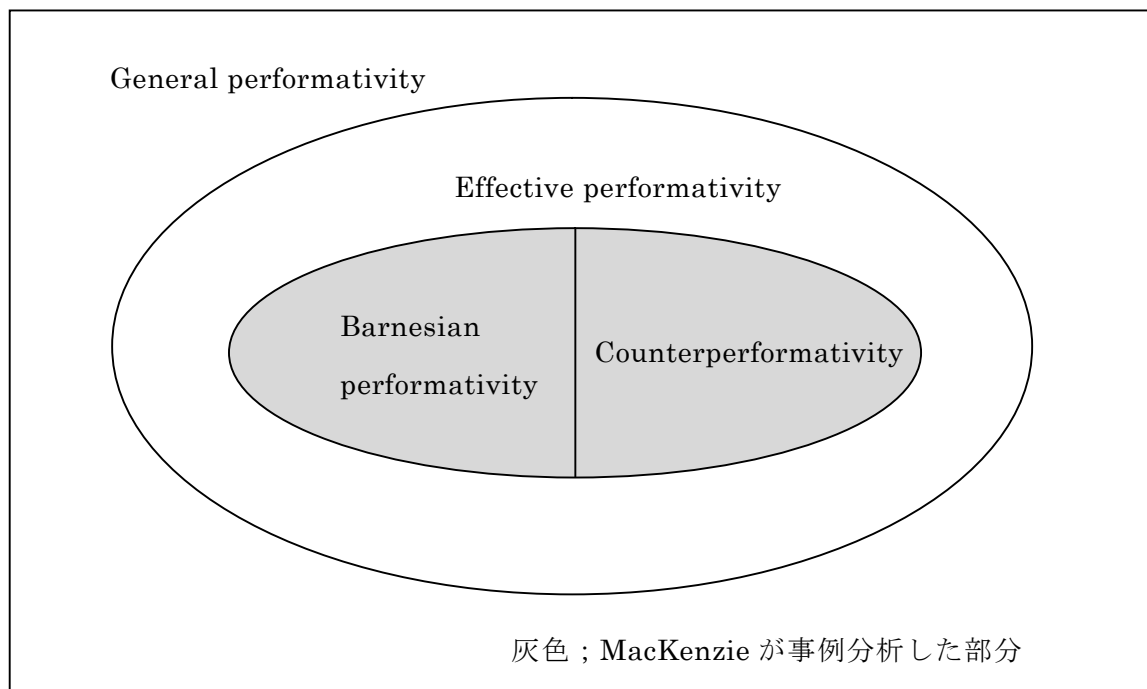 General performativity
Effective performativity
Barnesian
performativity
Counterperformativity
灰色；MacKenzie が事例分析した部分